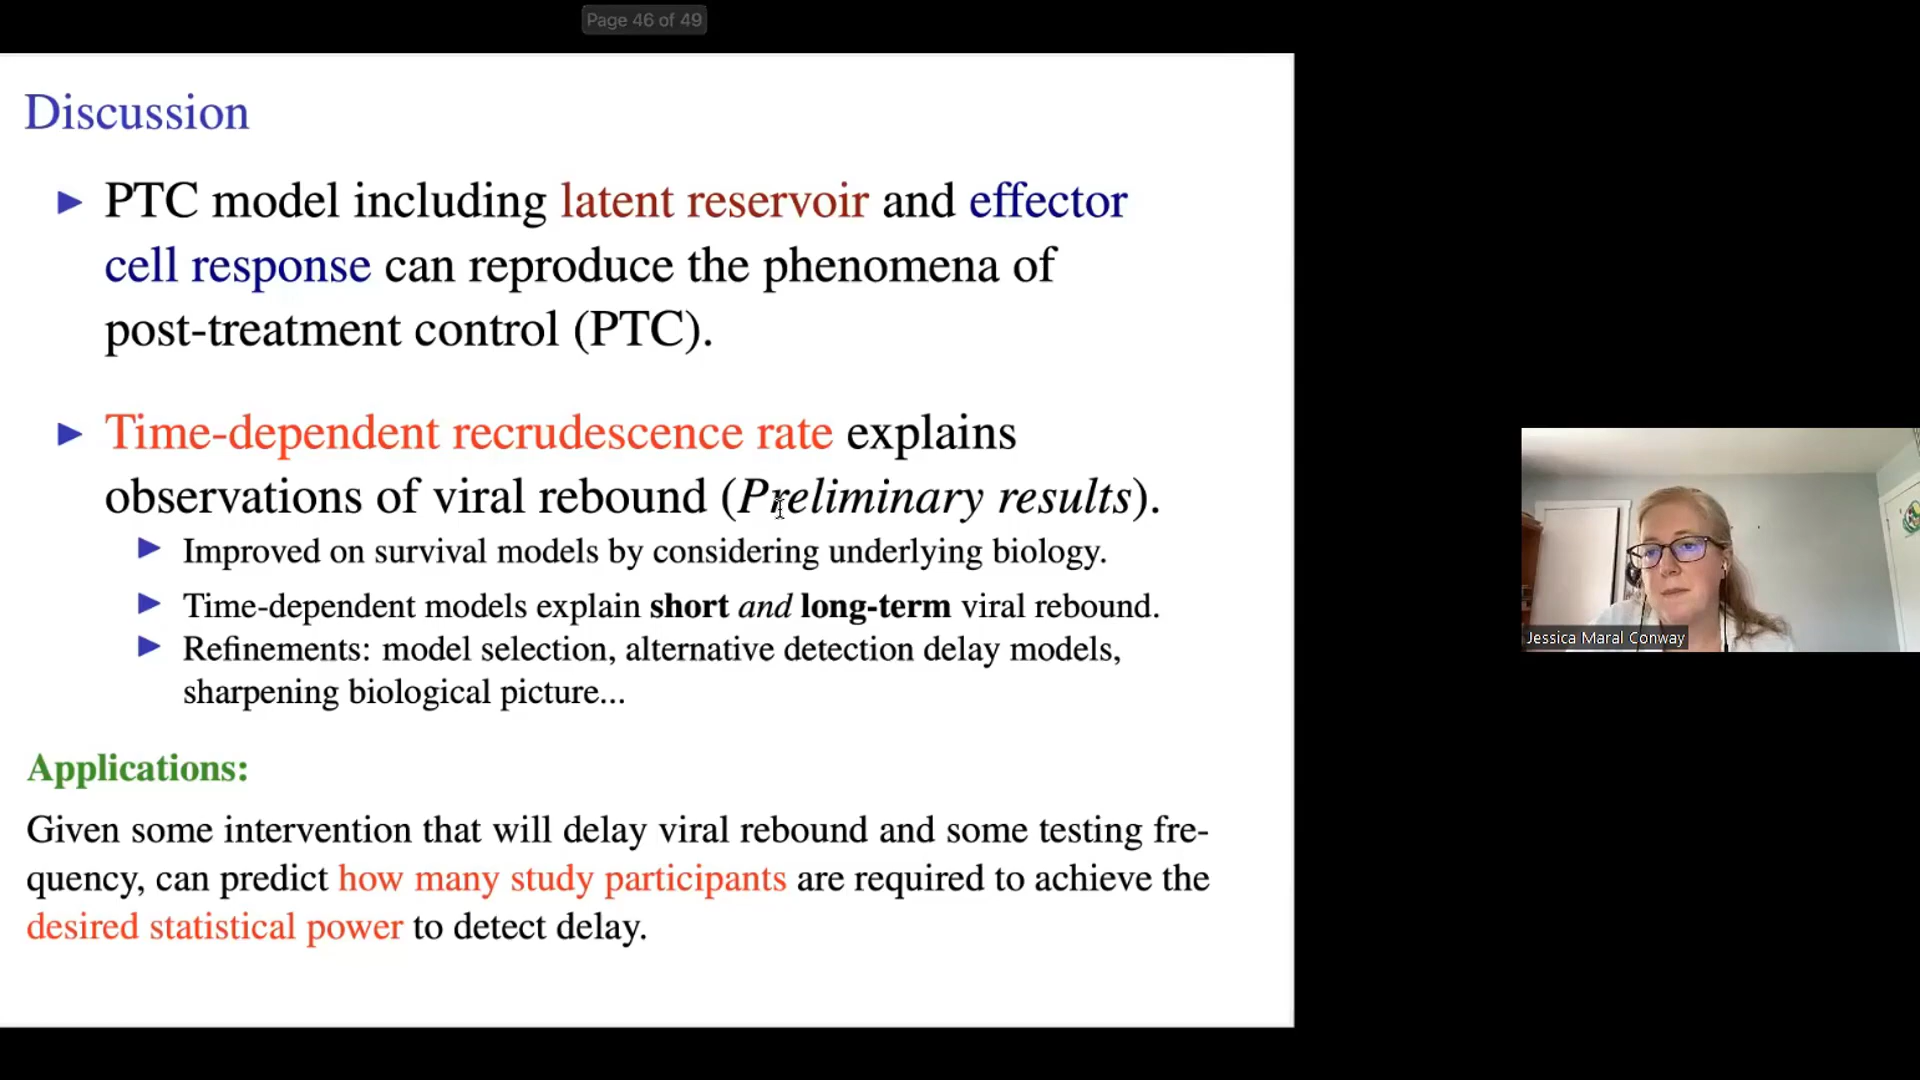 Page 46 of 49
Discussion
▶ PTC model including latent reservoir and effector
cell response can reproduce the phenomena of
post-treatment control (PTC).
▶ Time-dependent recrudescence rate explains
observations of viral rebound (Preliminary results).
▶ Improved on survival models by considering underlying biology.
▶ Time-dependent models explain short and long-term viral rebound.
▶ Refinements: model selection, alternative detection delay models,
sharpening biological picture...
Applications:
Given some intervention that will delay viral rebound and some testing fre-
quency, can predict how many study participants are required to achieve the
desired statistical power to detect delay.
Jessica Maral Conway